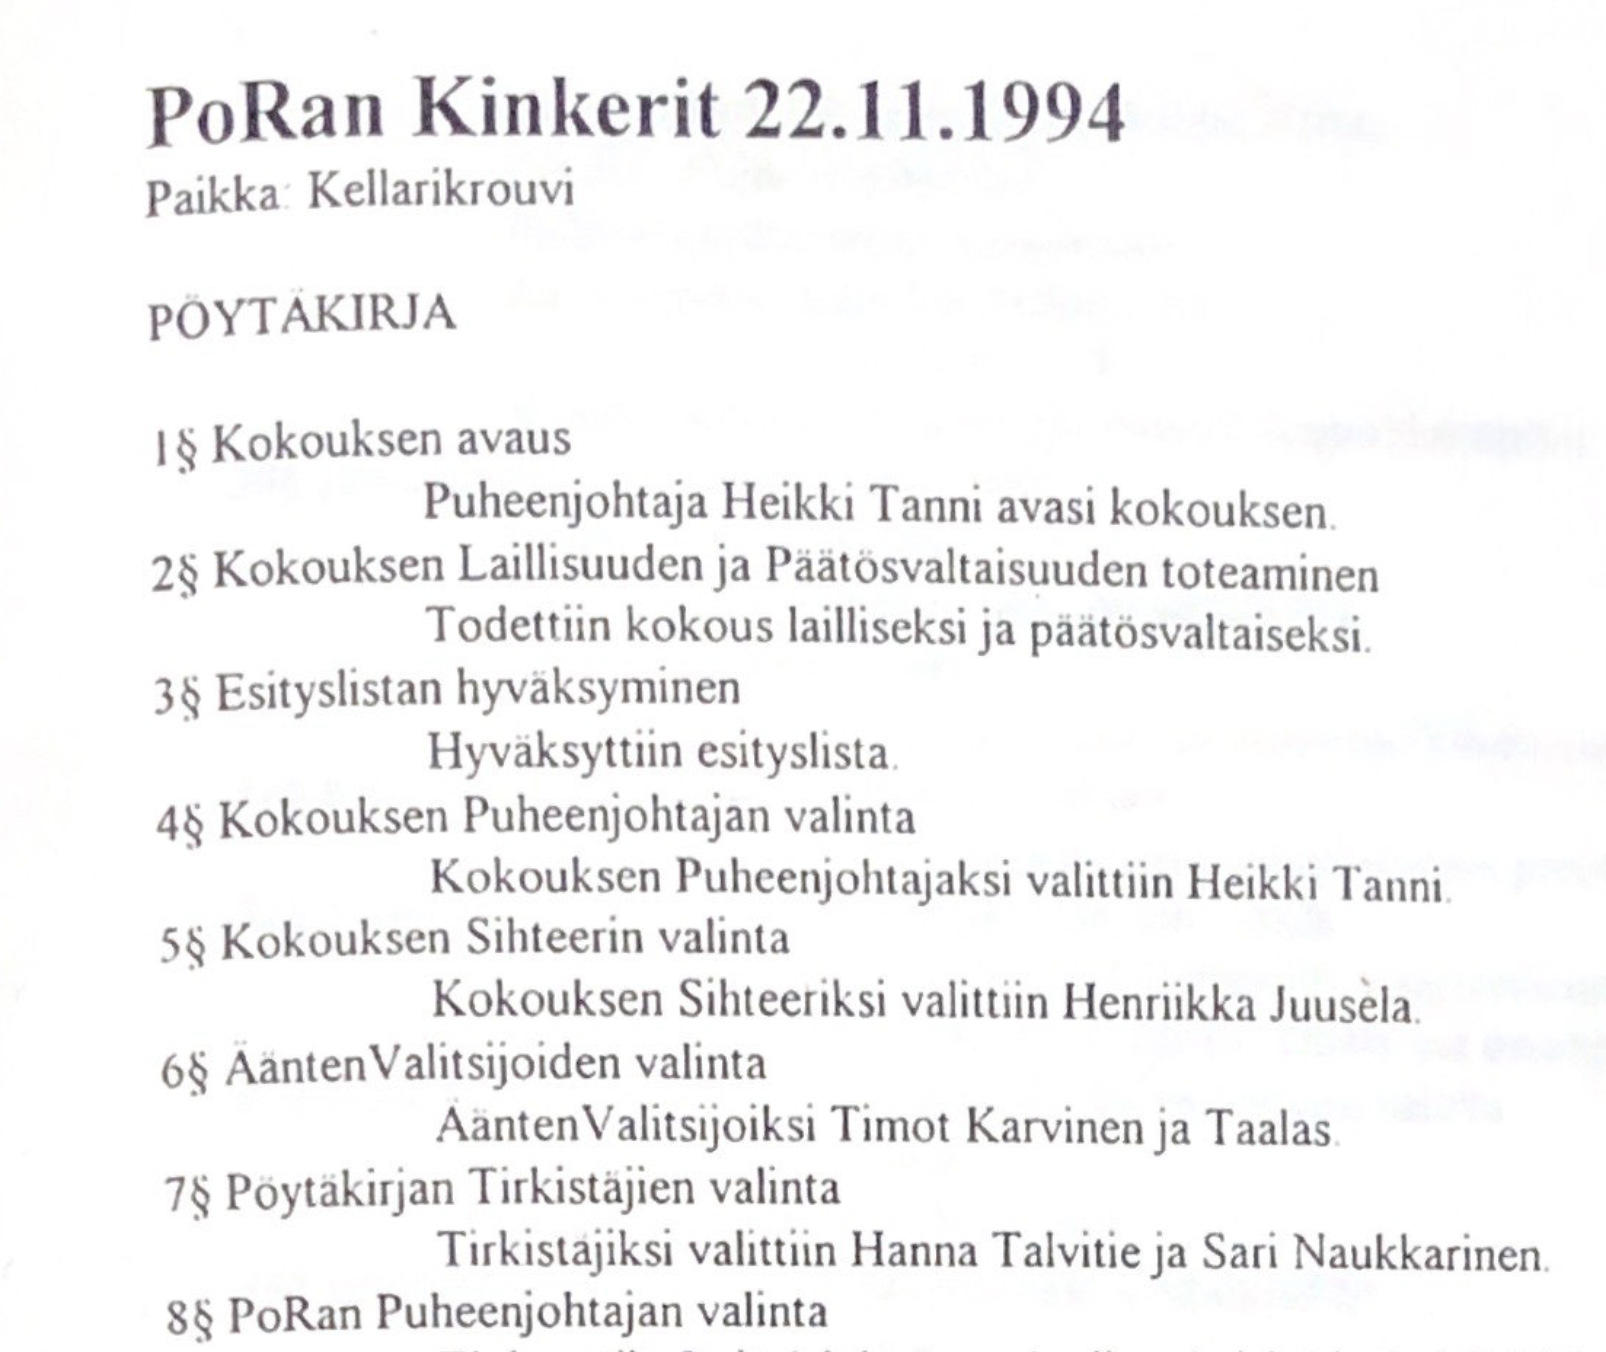 PoRan Kinkerit 22.11.1994
Paikka: Kellarikrouvi
PÖYTÄKIRJA
1§ Kokouksen avaus
Puheenjohtaja Heikki Tanni avasi kokouksen.
2§ Kokouksen Laillisuuden ja Päätösvaltaisuuden toteaminen
Todettiin kokous lailliseksi ja päätösvaltaiseksi.
3§ Esityslistan hyväksyminen
Hyväksyttiin esityslista.
4§ Kokouksen Puheenjohtajan valinta
Kokouksen Puheenjohtajaksi valittiin Heikki Tanni.
5§ Kokouksen Sihteerin valinta
Kokouksen Sihteeriksi valittiin Henriikka Juusela.
6§ ÄäntenValitsijoiden valinta
ÄäntenValitsijoiksi Timot Karvinen ja Taalas.
7§ Pöytäkirjan Tirkistäjien valinta
Tirkistäjiksi valittiin Hanna Talvitie ja Sari Naukkarinen.
8§ PoRan Puheenjohtajan valinta